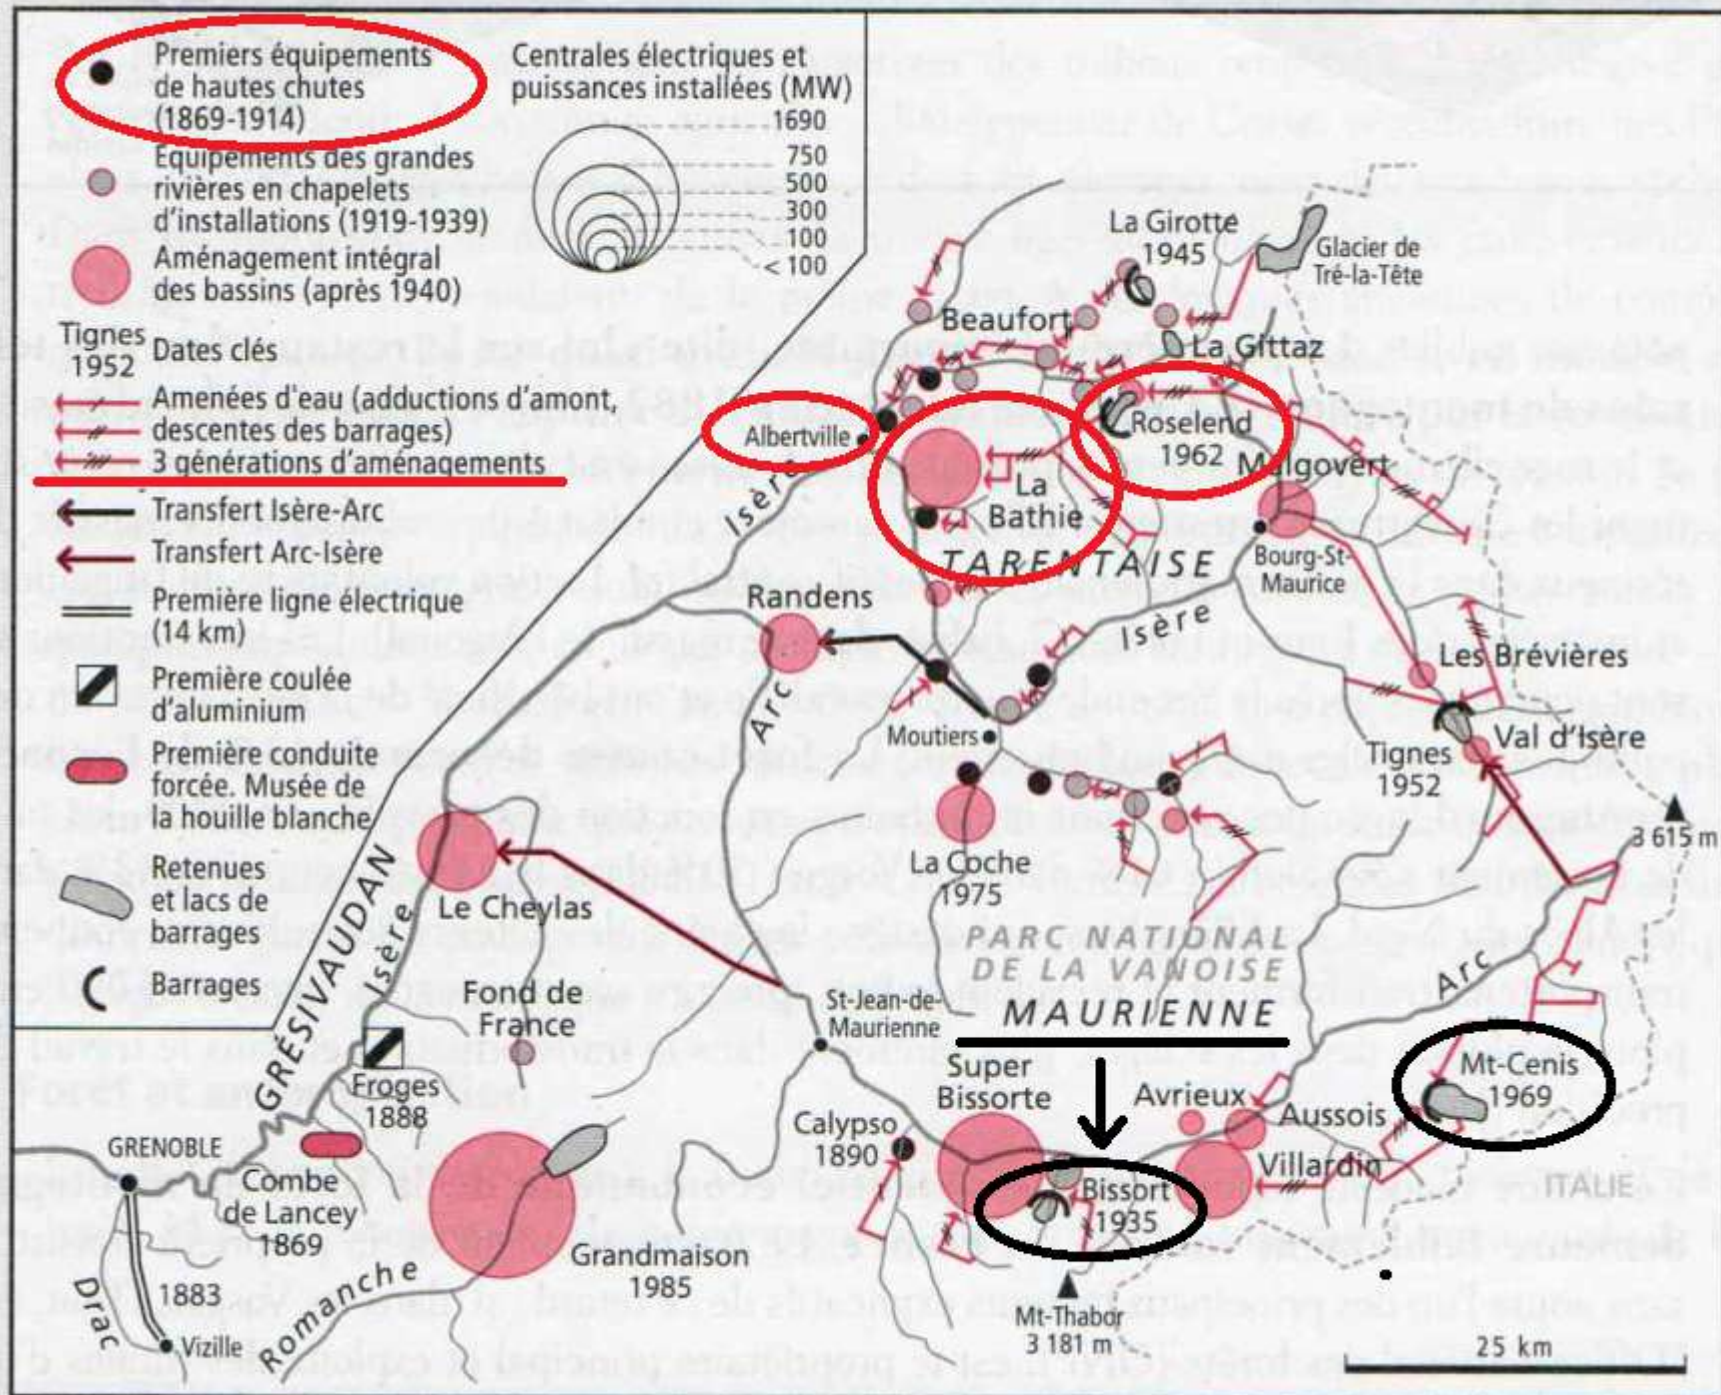 Premiers équipements
de hautes chutes
(1869-1914)
Equipements des grandes
rivières en chapelets
d'installations (1919-1939)
Aménagement intégral
des bassins (après 1940)
Tignes
1952
Dates clés
Amenées d'eau (adductions d'amont,
descentes des barrages)
3 générations d'aménagements
Transfert Isère-Arc
Transfert Arc-Isère
Première ligne électrique
(14 km)
Première coulée
d'aluminium
Première conduite
forcée. Musée de
la houille blanche
Retenues
et lacs de
barrages
Barrages
Centrales électriques et
puissances installées (MW)
1690
750
500
300
100
< 100
La Girotte
1945
Glacier de
Tré-la-Tête
Beaufort
La Gittaz
Albertville
Roselend
1962
Malgovert
La
Bathie
Isère
TARENTAISE
Bourg-St-
Maurice
Randens
Isère
Les Brévières
Arc
Moutiers
Tignes
1952
Val d'Isère
3 615 m
La Coche
1975
Le Cheylas
GRÉSIVAUDAN
Isère
PARC NATIONAL
DE LA VANOISE
Arc
Fond de
France
St-Jean-de-
Maurienne
MAURIENNE
Froges
1888
Super
Bissorte
Avrieux
Aussois
Mt-Cenis
1969
Calypso
1890
GRENOBLE
Combe
de Lancey
1869
Bissort
1935
Villardin
ITALIE
Grandmaison
1985
Drac
1883
Vizille
Romanche
Mt-Thabor
3 181 m
25 km